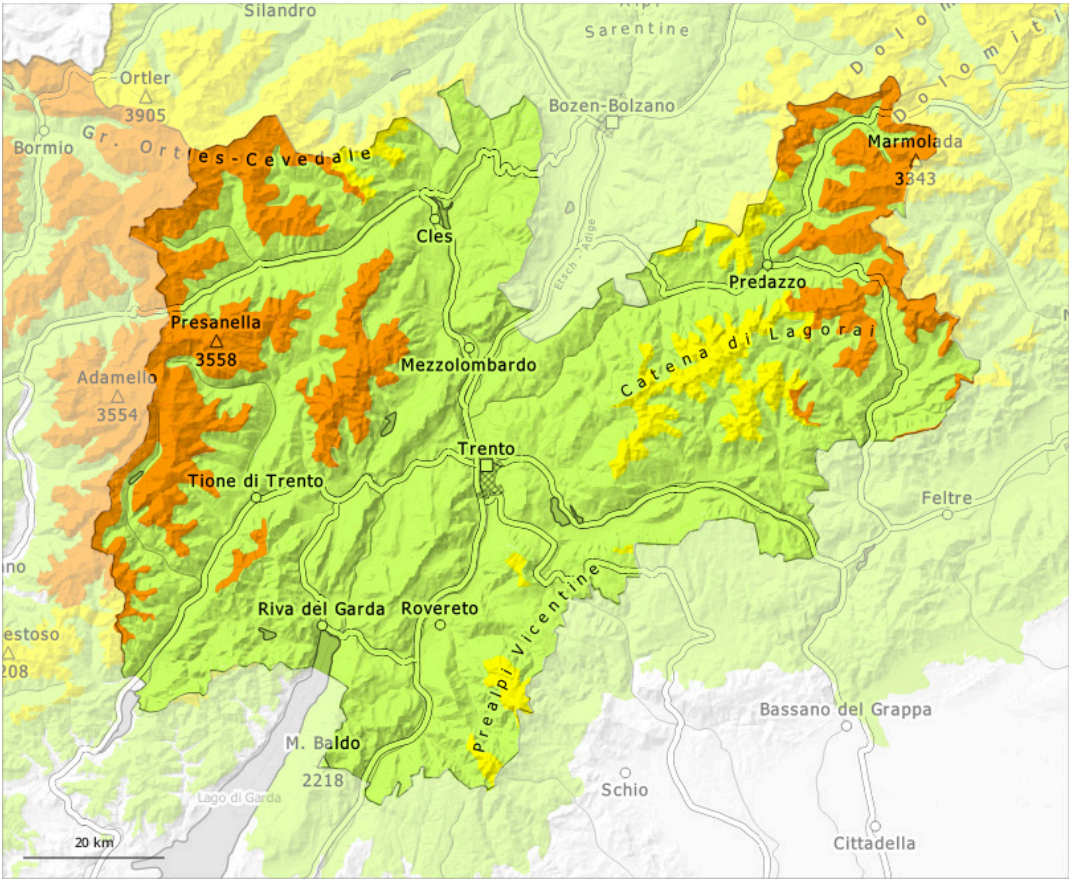 Silandro
Alpi
Sarentine
Dolomiti
Dolomiti
Ortler
3905
Bozen-Bolzano
Bormio
Gr. Ortles-Cevedale
Marmolada
3343
Cles
Etsch - Adige
Predazzo
Presanella
3558
Catena di Lagorai
Mezzolombardo
Adamello
3554
Trento
Tione di Trento
Feltre
Riva del Garda
Rovereto
Prealpi Vicentine
Bassano del Grappa
M. Baldo
2218
Schio
Lago di Garda
20 km
Cittadella